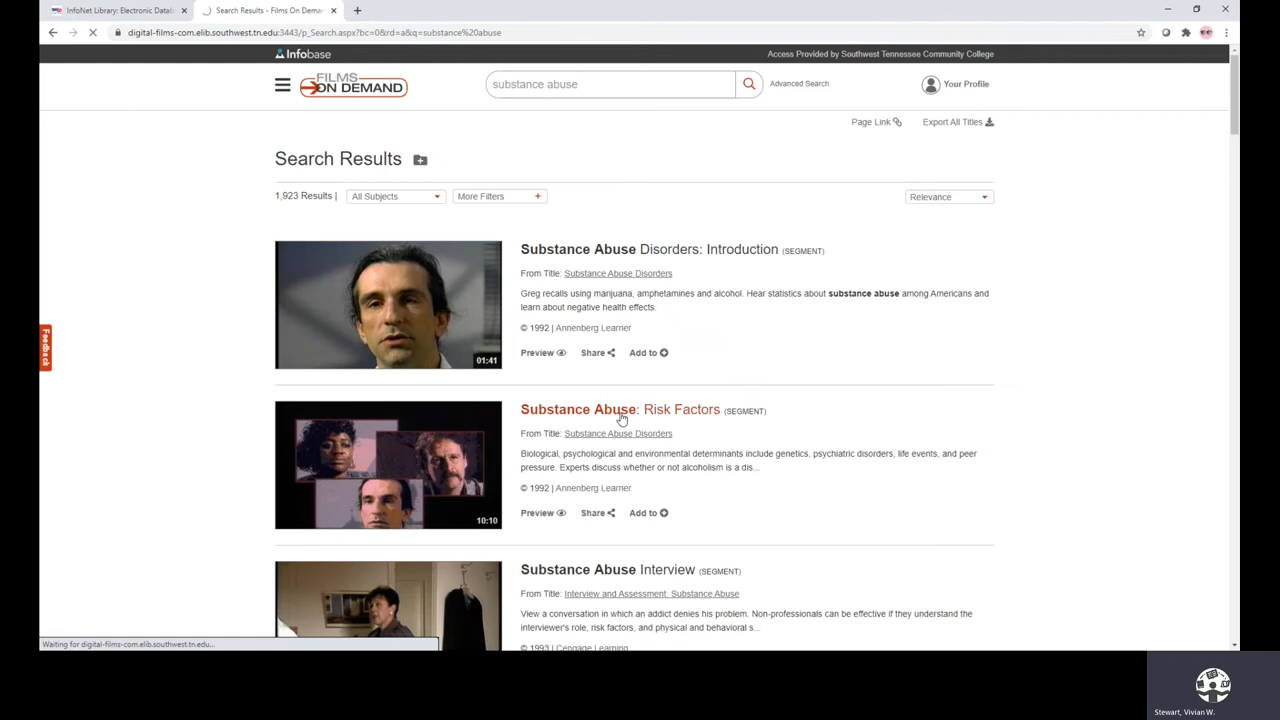 InfoNet Library: Electronic Datab
Search Results - Films On Deman
digital-films-com.elib.southwest.tn.edu:3443/p_Search.aspx?bc=0&rd=a&q=substance%20abuse
Infobase
Access Provided by Southwest Tennessee Community College
FILMS
ON DEMAND
substance abuse
Advanced Search
Your Profile
Page Link
Export All Titles
Search Results
1,923 Results |
All Subjects
More Filters +
Relevance
Substance Abuse Disorders: Introduction (SEGMENT)
From Title: Substance Abuse Disorders
Greg recalls using marijuana, amphetamines and alcohol. Hear statistics about substance abuse among Americans and
learn about negative health effects.
© 1992 | Annenberg Learner
01:41
Preview Share Add to
Feedback
Substance Abuse: Risk Factors (SEGMENT)
From Title: Substance Abuse Disorders
Biological, psychological and environmental determinants include genetics, psychiatric disorders, life events, and peer
pressure. Experts discuss whether or not alcoholism is a dis...
© 1992 | Annenberg Learner
10:10
Preview Share Add to
Substance Abuse Interview (SEGMENT)
From Title: Interview and Assessment: Substance Abuse
View a conversation in which an addict denies his problem. Non-professionals can be effective if they understand the
interviewer's role, risk factors, and physical and behavioral s...
© 1993 | Cengage Learning
Waiting for digital-films-com.elib.southwest.tn.edu...
Stewart, Vivian W.